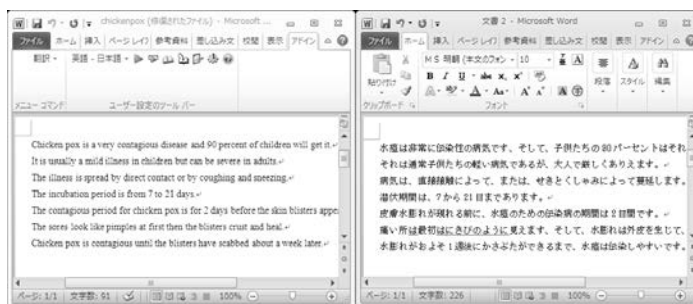 chickenpox (修復されたファイル) - Microsoft ...
ファイル ホーム 挿入 ページ レイ 参考資料 差し込み文 校閲 表示 アドイン
翻訳 英語 - 日本語
メニュー コマンド ユーザー設定のツール バー
Chicken pox is a very contagious disease and 90 percent of children will get it.
It is usually a mild illness in children but can be severe in adults.
The illness is spread by direct contact or by coughing and sneezing.
The incubation period is from 7 to 21 days.
The contagious period for chicken pox is for 2 days before the skin blisters appe
The sores look like pimples at first then the blisters crust and heal.
Chicken pox is contagious until the blisters have scabbed about a week later.
ページ: 1/1 文字数: 91 100%
文書 2 - Microsoft Word
ファイル ホーム 挿入 ページ レイ 参考資料 差し込み文 校閲 表示 アドイン
MS 明朝 (本文のフォン 10
貼り付け 段落 スタイル 編集
クリップボード フォント
水痘は非常に伝染性の病気です、そして、子供たちの 90 パーセントはそれ
それは通常子供たちの軽い病気であるが、大人で厳しくありえます。
病気は、直接接触によって、または、せきとくしゃみによって蔓延します。
潜伏期間は、7 から 21 日まであります。
皮膚水膨れが現れる前に、水痘のための伝染病の期間は 2 日間です。
痛い所は最初はにきびのように見えます、そして、水膨れは外皮を生じて、
水膨れがおよそ 1 週後にかさぶたができるまで、水痘は伝染しやすいです。
ページ: 1/1 文字数: 226 100%